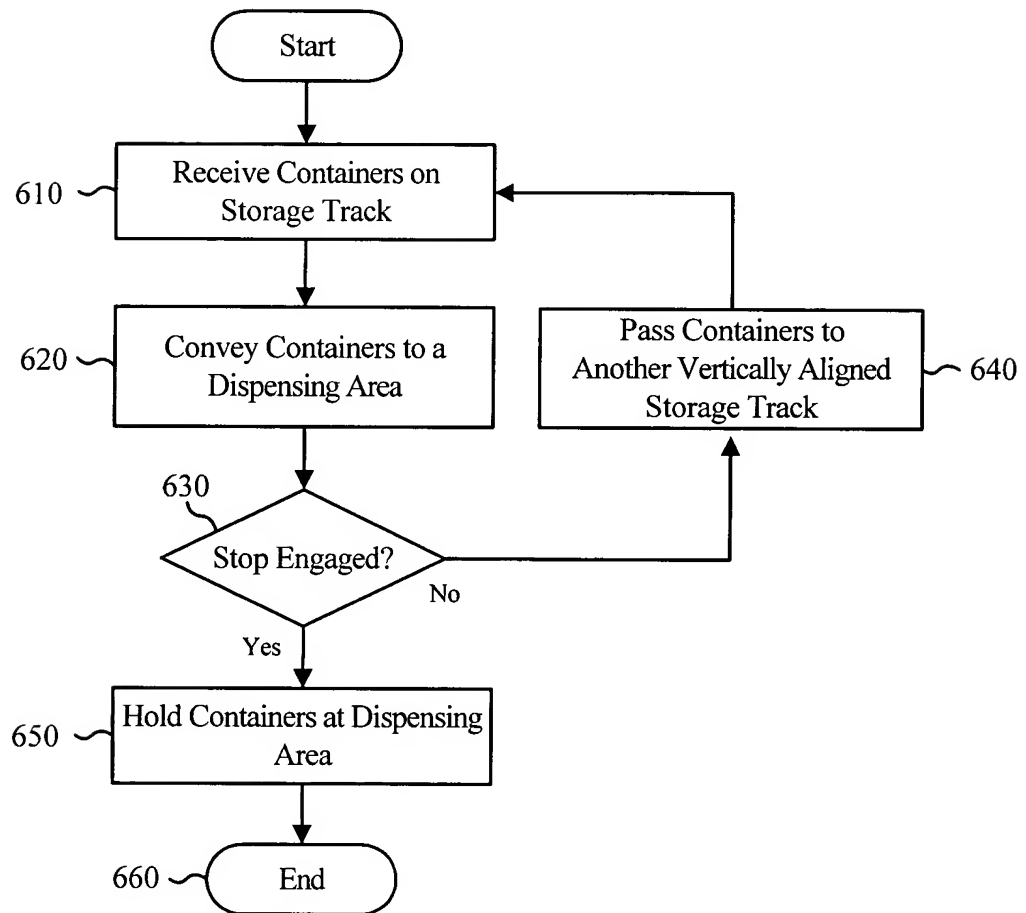 Start
610
Receive Containers on
Storage Track
620
Convey Containers to a
Dispensing Area
Pass Containers to
Another Vertically Aligned
Storage Track
640
630
Stop Engaged?
No
Yes
650
Hold Containers at Dispensing
Area
660
End